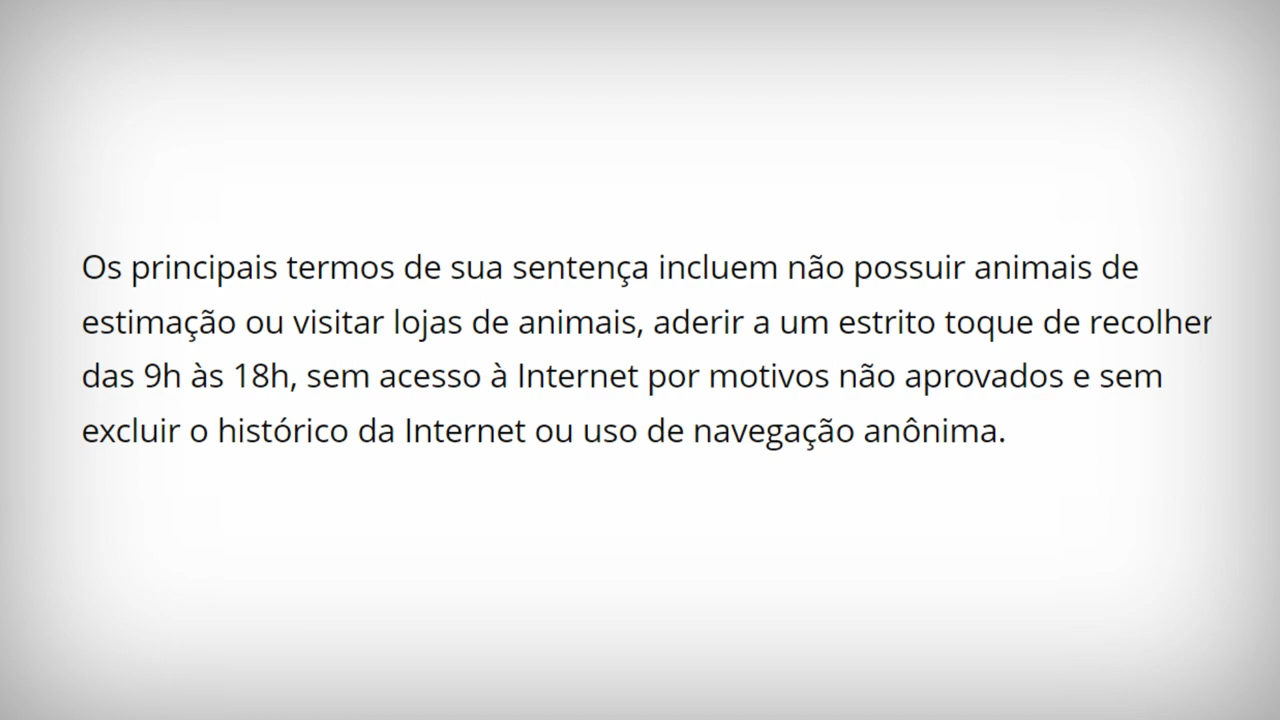 Os principais termos de sua sentença incluem não possuir animais de
estimação ou visitar lojas de animais, aderir a um estrito toque de recolher
das 9h às 18h, sem acesso à Internet por motivos não aprovados e sem
excluir o histórico da Internet ou uso de navegação anônima.